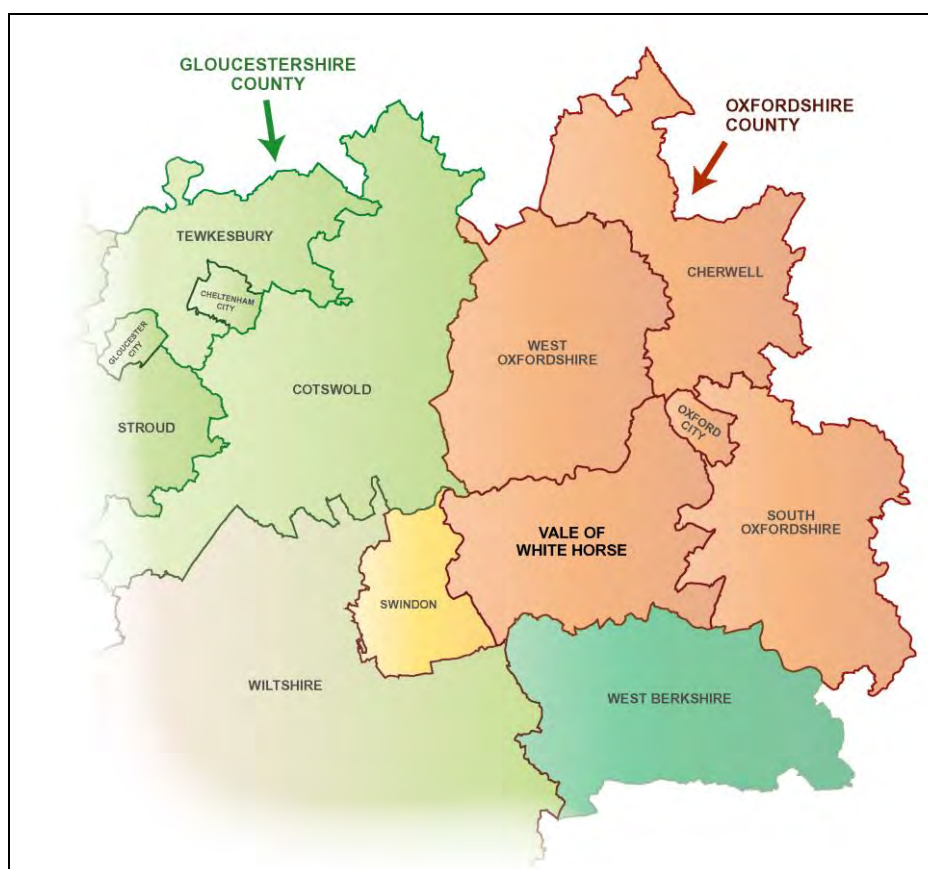 GLOUCESTERSHIRE
COUNTY
OXFORDSHIRE
COUNTY
TEWKESBURY
CHELTENHAM
CITY
GLOUCESTER
CITY
STROUD
COTSWOLD
WEST
OXFORDSHIRE
CHERWELL
OXFORD
CITY
SOUTH
OXFORDSHIRE
VALE OF
WHITE HORSE
SWINDON
WILTSHIRE
WEST BERKSHIRE